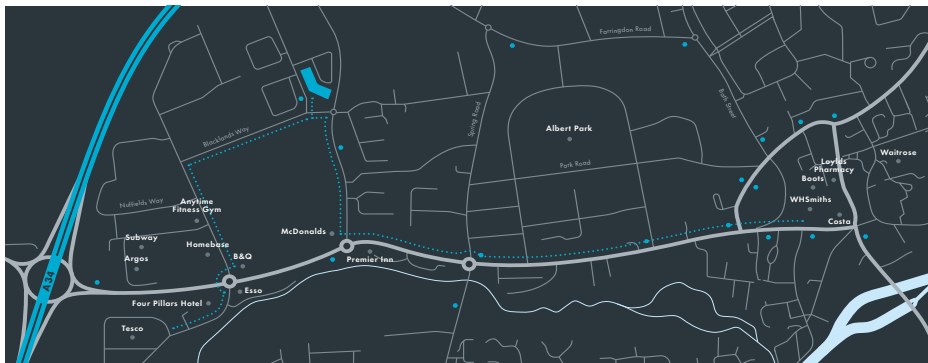 Farringdon Road
Bath Street
Spring Road
Blacklands Way
Albert Park
Park Road
Waitrose
Loylds
Pharmacy
Boots
WHSmiths
Costa
Nuffields Way
Anytime
Fitness Gym
Subway
Argos
Homebase
B&Q
McDonalds
Premier Inn
A34
Esso
Four Pillars Hotel
Tesco